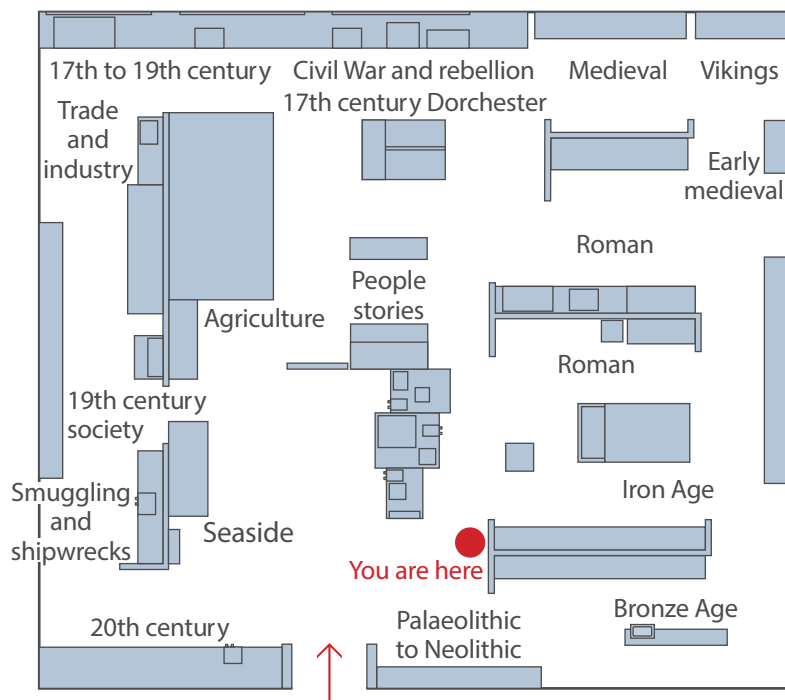 17th to 19th century
Civil War and rebellion
17th century Dorchester
Medieval
Vikings
Trade
and
industry
Early
medieval
Roman
People
stories
Agriculture
Roman
19th century
society
Iron Age
Smuggling
and
shipwrecks
Seaside
You are here
20th century
Palaeolithic
to Neolithic
Bronze Age